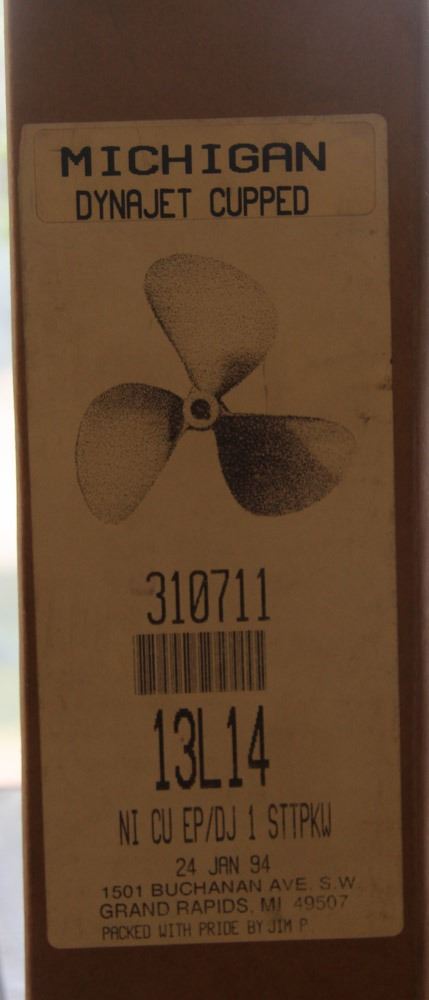 MICHIGAN
DYNAJET CUPPED
310711
13L14
NI CU EP/DJ 1 STTPKW
24 JAN 94
1501 BUCHANAN AVE. S.W.
GRAND RAPIDS, MI 49507
PACKED WITH PRIDE BY JIM P